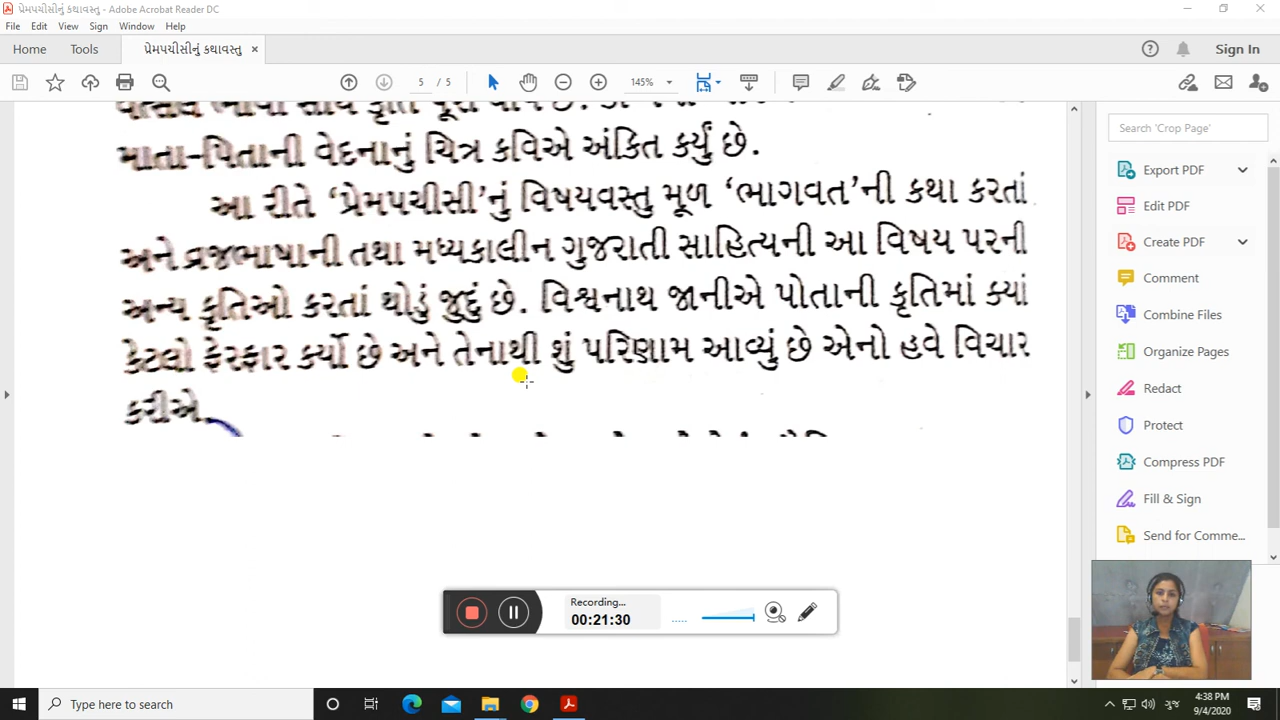 પ્રેમપચીસીનું કથાવસ્તુ - Adobe Acrobat Reader DC
File Edit View Sign Window Help
Home Tools પ્રેમપચીસીનું કથાવસ્તુ × Sign In
5 / 5 145%
માતા-પિતાની વેદનાનું ચિત્ર કવિએ અંકિત કર્યું છે.
આ રીતે ‘પ્રેમપચીસી’નું વિષયવસ્તુ મૂળ ‘ભાગવત’ની કથા કરતાં
અને વ્રજભાષાની તથા મધ્યકાલીન ગુજરાતી સાહિત્યની આ વિષય પરની
અન્ય કૃતિઓ કરતાં થોડું જુદું છે. વિશ્વનાથ જાનીએ પોતાની કૃતિમાં ક્યાં
કેટલો ફેરફાર કર્યો છે અને તેનાથી શું પરિણામ આવ્યું છે એનો હવે વિચાર
કરીએ.
Search 'Crop Page'
Export PDF
Edit PDF
Create PDF
Comment
Combine Files
Organize Pages
Redact
Protect
Compress PDF
Fill & Sign
Send for Comme...
Recording...
00:21:30
Type here to search
ગુજ
4:38 PM
9/4/2020